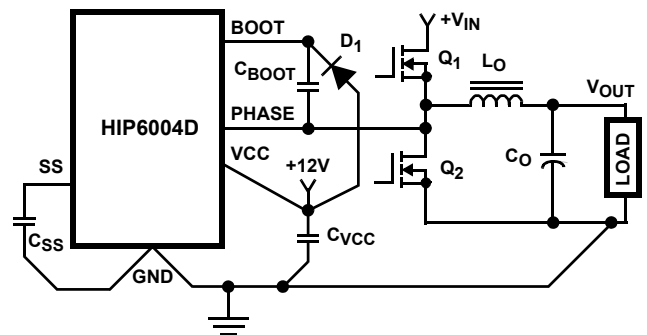 +VIN
BOOT
D1
Q1
LO
CBOOT
VOUT
HIP6004D
PHASE
VCC
+12V
SS
Q2
CO
LOAD
CSS
CVCC
GND